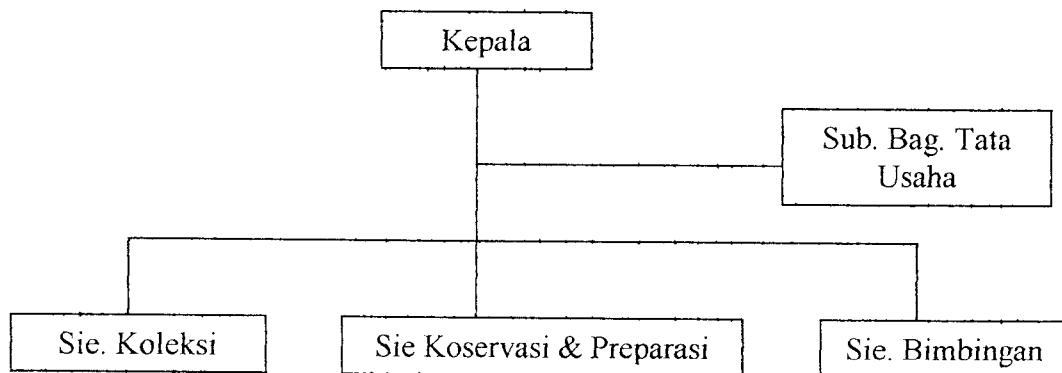 Kepala
Sub. Bag. Tata
Usaha
Sie. Koleksi
Sie Koservasi & Preparasi
Sie. Bimbingan